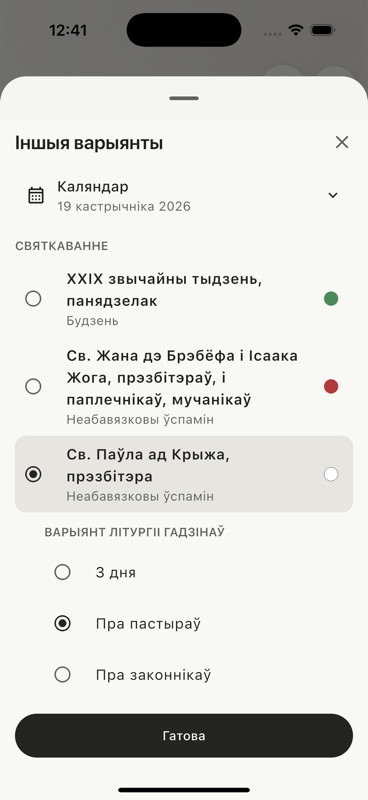 12:41
Іншыя варыянты
Каляндар
19 кастрычніка 2026
СВЯТКАВАННЕ
XXIX звычайны тыдзень,
панядзелак
Будзень
Св. Жана дэ Брэбёфа і Ісаака
Жога, прэзбітэраў, і
паплечнікаў, мучанікаў
Неабавязковы ўспамін
Св. Паўла ад Крыжа,
прэзбітэра
Неабавязковы ўспамін
ВАРЫЯНТ ЛІТУРГІІ ГАДЗІНАЎ
З дня
Пра пастыраў
Пра законнікаў
Гатова